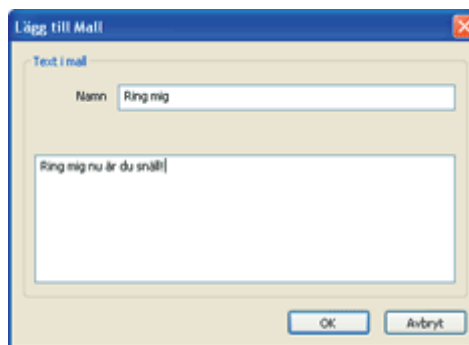 Lägg till Mall
Text i mall
Namn Ring mig
Ring mig nu är du snäll!
OK Avbryt